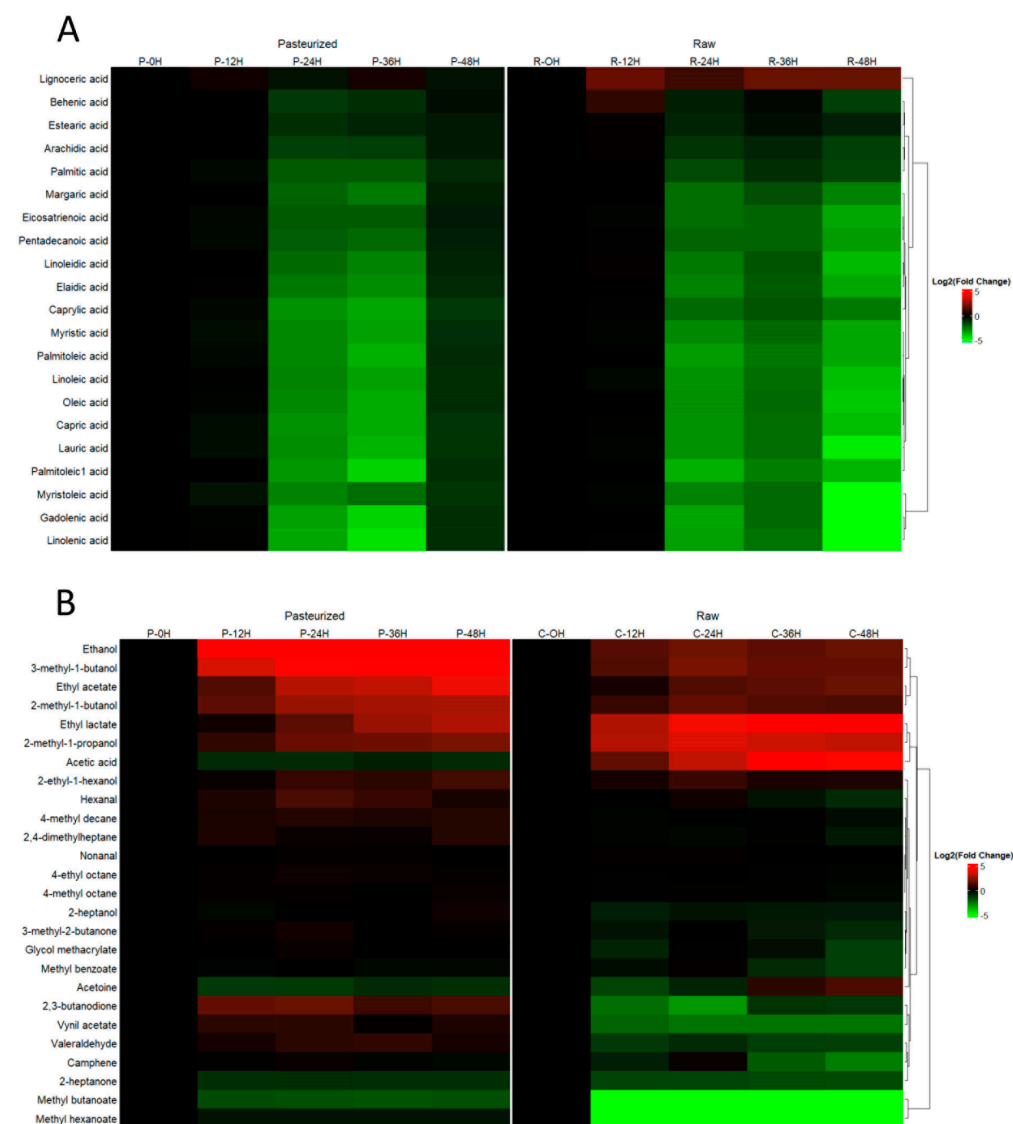 A
Pasteurized Raw
P-0H P-12H P-24H P-36H P-48H R-OH R-12H R-24H R-36H R-48H
Lignoceric acid
Behenic acid
Estearic acid
Arachidic acid
Palmitic acid
Margaric acid
Eicosatrienoic acid
Pentadecanoic acid
Linoleidic acid
Elaidic acid
Caprylic acid
Myristic acid
Palmitoleic acid
Linoleic acid
Oleic acid
Capric acid
Lauric acid
Palmitoleic1 acid
Myristoleic acid
Gadolenic acid
Linolenic acid
Log2(Fold Change)
5
0
-5
B
Pasteurized Raw
P-0H P-12H P-24H P-36H P-48H C-OH C-12H C-24H C-36H C-48H
Ethanol
3-methyl-1-butanol
Ethyl acetate
2-methyl-1-butanol
Ethyl lactate
2-methyl-1-propanol
Acetic acid
2-ethyl-1-hexanol
Hexanal
4-methyl decane
2,4-dimethylheptane
Nonanal
4-ethyl octane
4-methyl octane
2-heptanol
3-methyl-2-butanone
Glycol methacrylate
Methyl benzoate
Acetoine
2,3-butanodione
Vynil acetate
Valeraldehyde
Camphene
2-heptanone
Methyl butanoate
Methyl hexanoate
Log2(Fold Change)
5
0
-5